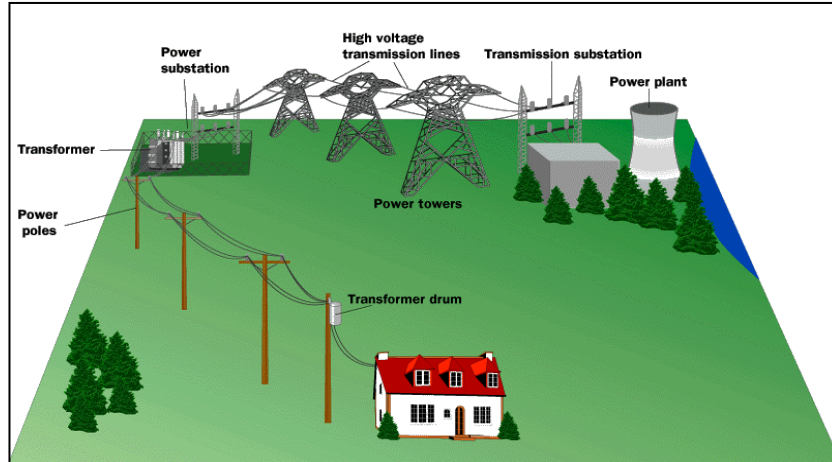 High voltage
transmission lines
Power
substation
Transmission substation
Power plant
Transformer
Power towers
Power
poles
Transformer drum